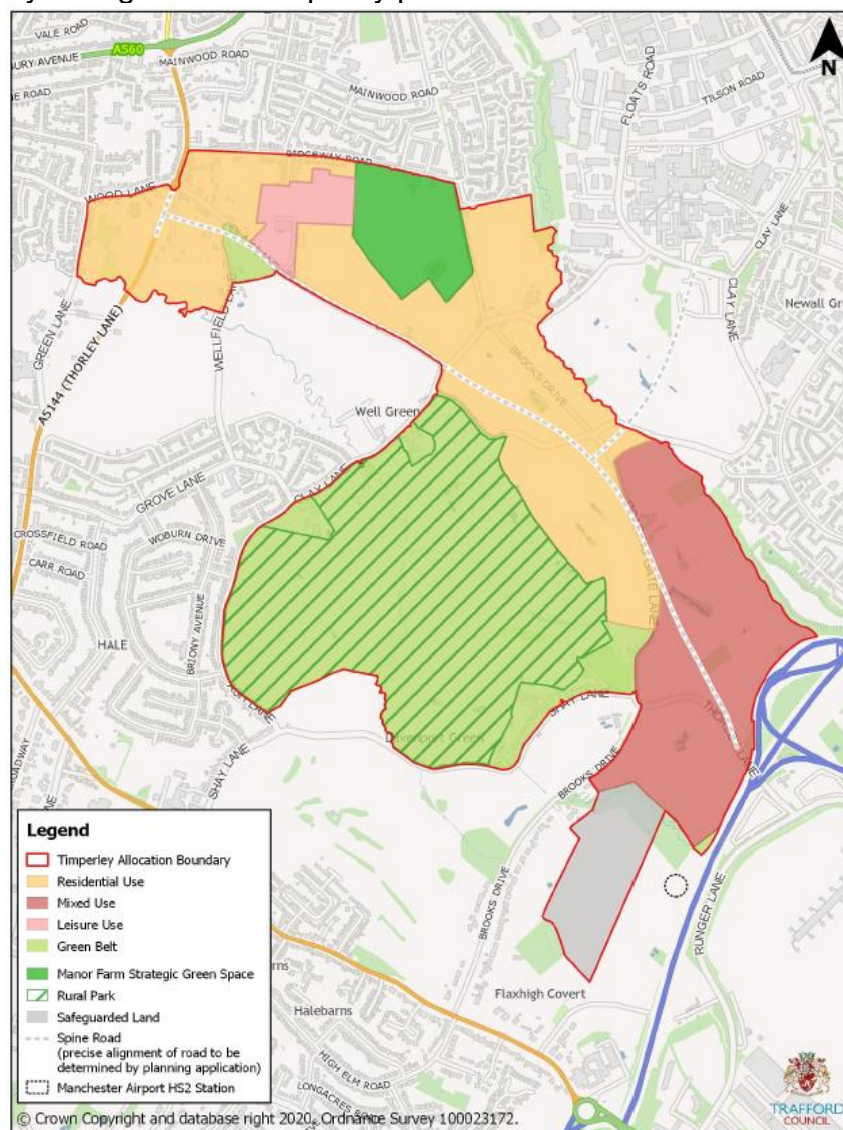 VALE ROAD
A560
MAINWOOD ROAD
MAINWOOD ROAD
FLOATS ROAD
TILSON ROAD
N
RIDGEWAY ROAD
WOOD LANE
CLAY LANE
CLAY LANE
GREEN LANE
A5144 (THORLEY LANE)
WELLFIELD
BROOKS DRIVE
Well Green
CLAY LANE
GROVE LANE
CROSSFIELD ROAD
WOBURN DRIVE
CARR ROAD
BRIONY AVENUE
HALE
GATE LANE
ASH LANE
SHAY LANE
SHAY LANE
Davenport Green
BROOKS DRIVE
BROOKS DRIVE
RUNGER LANE
Flaxhigh Covert
Halebarns
HIGH ELM ROAD
LONGACRES ROAD
Legend
Timperley Allocation Boundary
Residential Use
Mixed Use
Leisure Use
Green Belt
Manor Farm Strategic Green Space
Rural Park
Safeguarded Land
Spine Road
(precise alignment of road to be
determined by planning application)
Manchester Airport HS2 Station
© Crown Copyright and database right 2020. Ordnance Survey 100023172.
TRAFFORD
COUNCIL